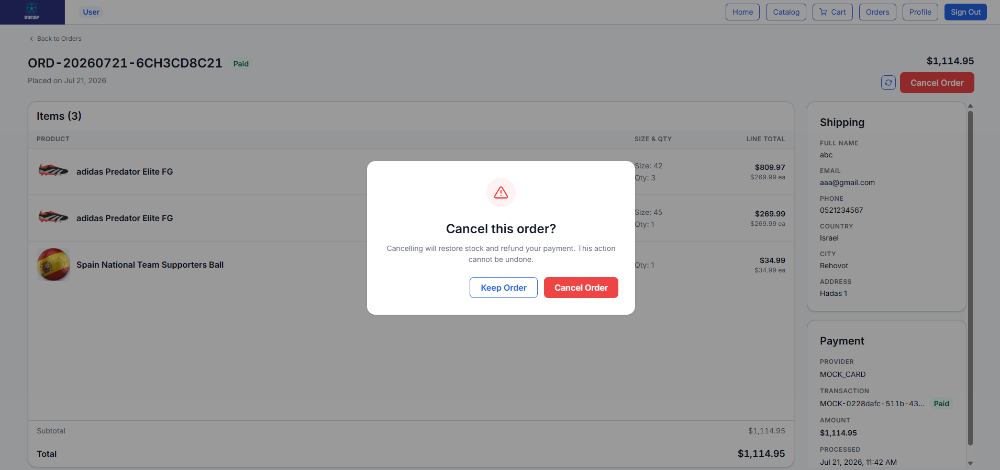 SPORTSHOP
User
Home
Catalog
Cart
Orders
Profile
Sign Out
Back to Orders
ORD-20260721-6CH3CD8C21
Paid
Placed on Jul 21, 2026
$1,114.95
Cancel Order
Items (3)
PRODUCT
SIZE & QTY
LINE TOTAL
adidas Predator Elite FG
Size: 42
Qty: 3
$809.97
$269.99 ea
adidas Predator Elite FG
Size: 45
Qty: 1
$269.99
$269.99 ea
Spain National Team Supporters Ball
Qty: 1
$34.99
$34.99 ea
Subtotal
$1,114.95
Total
$1,114.95
Cancel this order?
Cancelling will restore stock and refund your payment. This action
cannot be undone.
Keep Order
Cancel Order
Shipping
FULL NAME
abc
EMAIL
aaa@gmail.com
PHONE
0521234567
COUNTRY
Israel
CITY
Rehovot
ADDRESS
Hadas 1
Payment
PROVIDER
MOCK_CARD
TRANSACTION
MOCK-0228dafc-511b-43...
Paid
AMOUNT
$1,114.95
PROCESSED
Jul 21, 2026, 11:42 AM